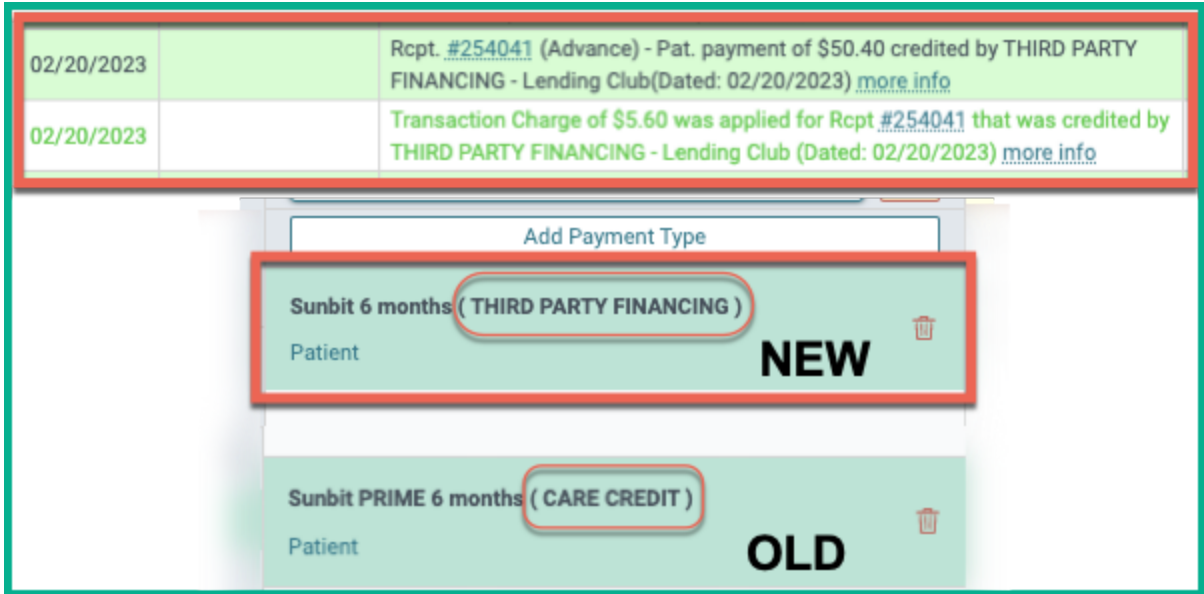 02/20/2023
Rcpt. #254041 (Advance) - Pat. payment of $50.40 credited by THIRD PARTY
FINANCING - Lending Club(Dated: 02/20/2023) more info
02/20/2023
Transaction Charge of $5.60 was applied for Rcpt #254041 that was credited by
THIRD PARTY FINANCING - Lending Club (Dated: 02/20/2023) more info
Add Payment Type
Sunbit 6 months ( THIRD PARTY FINANCING )
Patient
NEW
Sunbit PRIME 6 months ( CARE CREDIT )
Patient
OLD